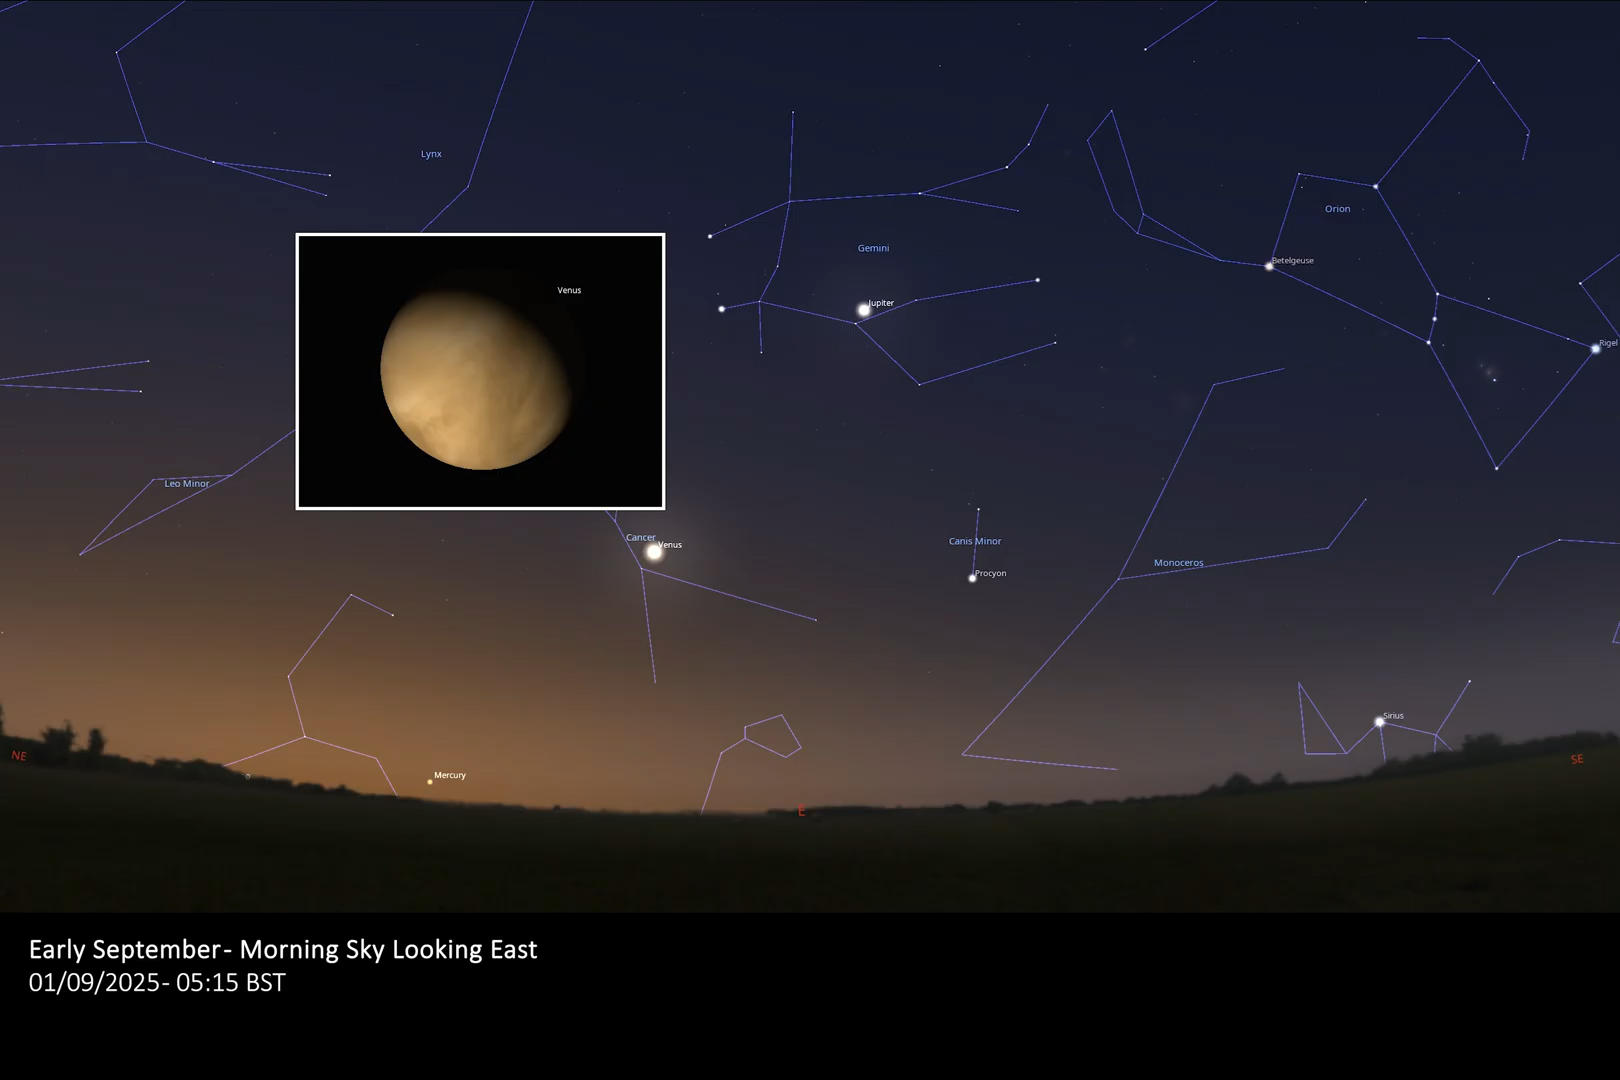 Lynx
Orion
Gemini
Betelgeuse
Venus
Jupiter
Rigel
Leo Minor
Cancer
Venus
Canis Minor
Monoceros
Procyon
Sirius
NE
SE
Mercury
E
Early September- Morning Sky Looking East
01/09/2025- 05:15 BST